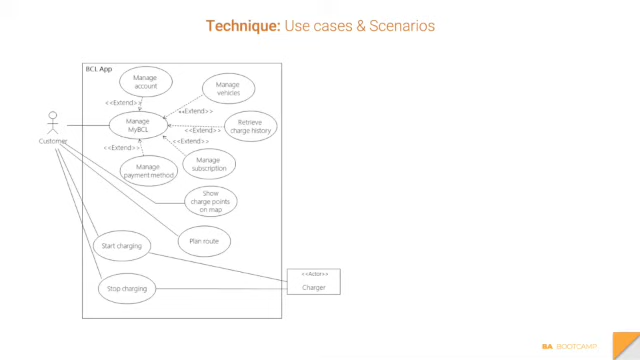 Technique: Use cases & Scenarios
BCL App
Manage
account
Manage
vehicles
<<Extend>>
<<Extend>>
Manage
MyBCL
Retrieve
charge history
<<Extend>>
<<Extend>>
<<Extend>>
Customer
Manage
subscription
Manage
payment method
Show
charge points
on map
Plan route
Start charging
<<Actor>>
Charger
Stop charging
BA BOOTCAMP